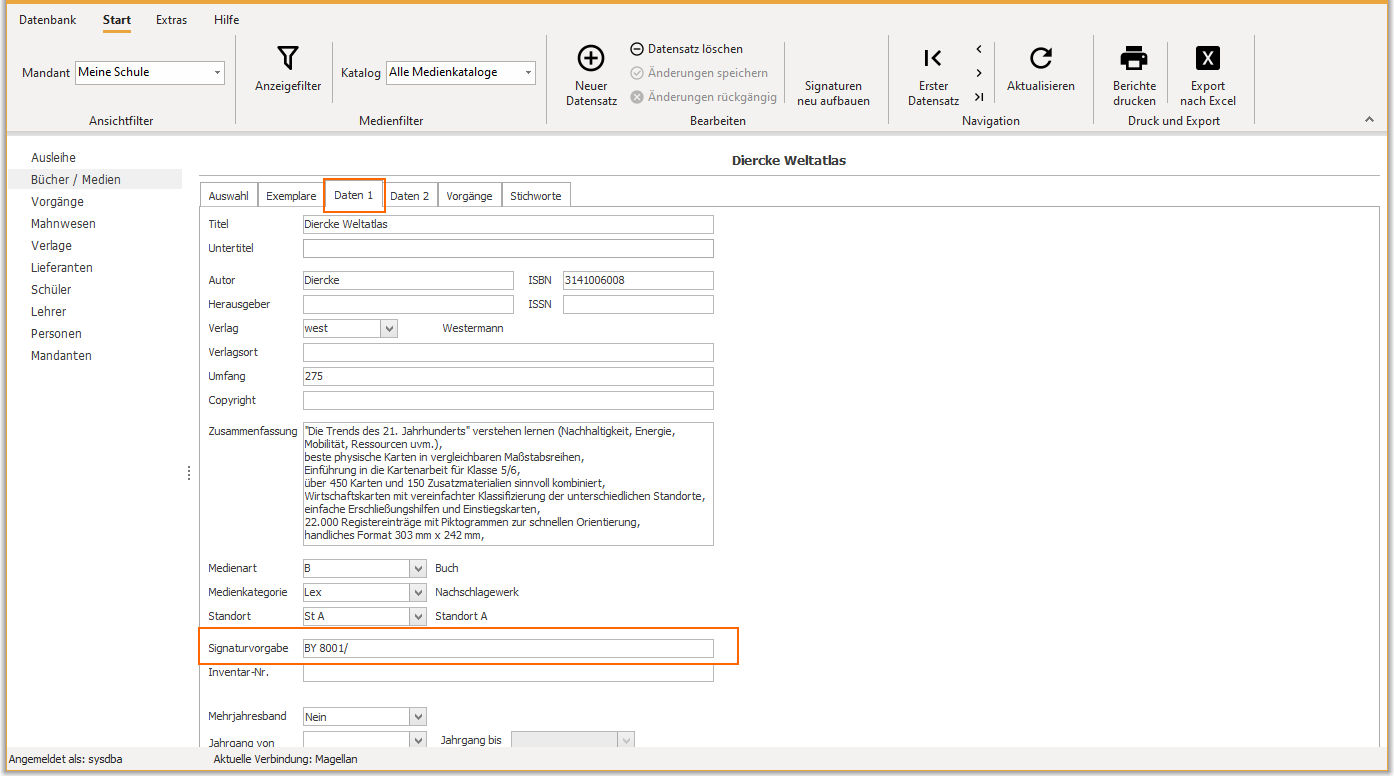 Datenbank Start Extras Hilfe
Mandant Meine Schule
Ansichtfilter
Anzeigefilter
Katalog Alle Medienkataloge
Medienfilter
Neuer
Datensatz
Datensatz löschen
Änderungen speichern
Änderungen rückgängig
Signaturen
neu aufbauen
Bearbeiten
Erster
Datensatz
Aktualisieren
Navigation
Berichte
drucken
Export
nach Excel
Druck und Export
Ausleihe
Bücher / Medien
Vorgänge
Mahnwesen
Verlage
Lieferanten
Schüler
Lehrer
Personen
Mandanten
Diercke Weltatlas
Auswahl Exemplare Daten 1 Daten 2 Vorgänge Stichworte
Titel Diercke Weltatlas
Untertitel
Autor Diercke ISBN 3141006008
Herausgeber ISSN
Verlag west Westermann
Verlagsort
Umfang 275
Copyright
Zusammenfassung "Die Trends des 21. Jahrhunderts" verstehen lernen (Nachhaltigkeit, Energie,
Mobilität, Ressourcen uvm.),
beste physische Karten in vergleichbaren Maßstabsreihen,
Einführung in die Kartenarbeit für Klasse 5/6,
über 450 Karten und 150 Zusatzmaterialien sinnvoll kombiniert,
Wirtschaftskarten mit vereinfachter Klassifizierung der unterschiedlichen Standorte,
einfache Erschließungshilfen und Einstiegskarten,
22.000 Registereinträge mit Piktogrammen zur schnellen Orientierung,
handliches Format 303 mm x 242 mm,
Medienart B Buch
Medienkategorie Lex Nachschlagewerk
Standort St A Standort A
Signaturvorgabe BY 8001/
Inventar-Nr.
Mehrjahresband Nein
Jahrgang von Jahrgang bis
Angemeldet als: sysdba Aktuelle Verbindung: Magellan